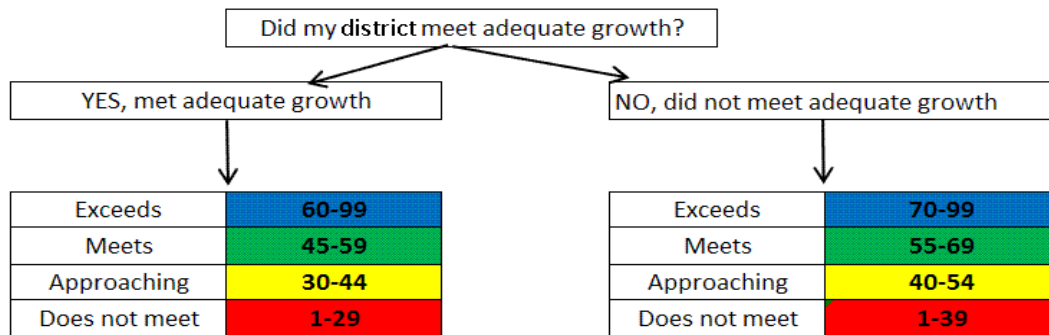 Did my district meet adequate growth?
YES, met adequate growth
NO, did not meet adequate growth
Exceeds 60-99
Meets 45-59
Approaching 30-44
Does not meet 1-29
Exceeds 70-99
Meets 55-69
Approaching 40-54
Does not meet 1-39